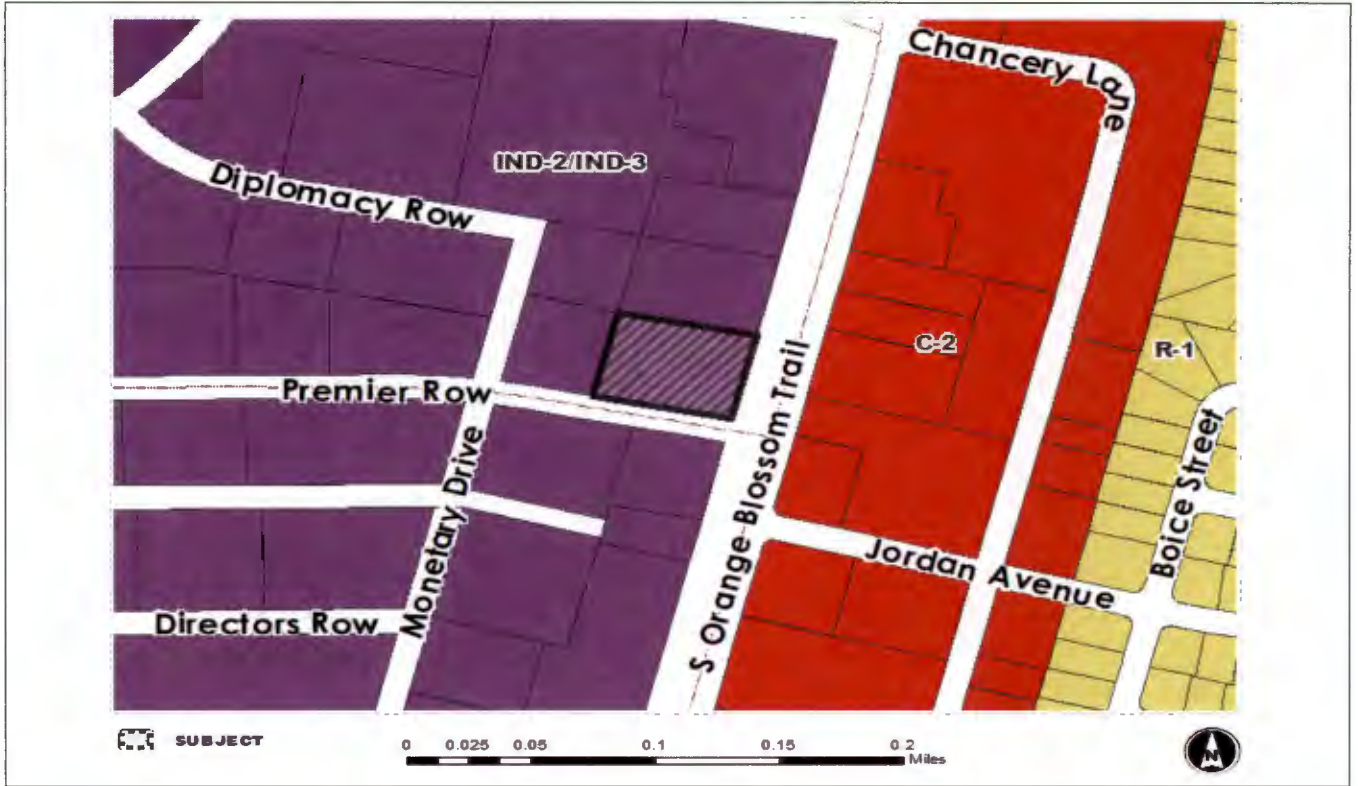 Chancery Lane
IND-2/IND-3
Diplomacy Row
C-2
R-1
Premier Row
S Orange Blossom Trail
Boice Street
Monetary Drive
Jordan Avenue
Directors Row
SUBJECT
0 0.025 0.05 0.1 0.15 0.2
Miles
N